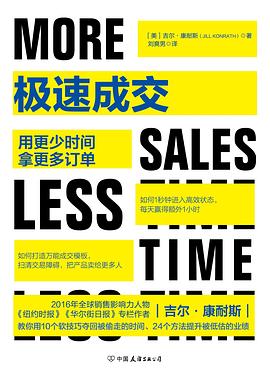 MORE
[美]吉尔·康耐斯(JILL KONRATH)◎著
刘爽男◎译
极速成交
用更少时间
拿更多订单
SALES
LESS
如何1秒钟进入高效状态,
每天赢得额外1小时
如何打造万能成交模板,
扫清交易障碍,把产品卖给更多人
TIME
2016年全球销售影响力人物
《纽约时报》《华尔街日报》专栏作者
吉尔·康耐斯
教你用10个软技巧夺回被偷走的时间、24个方法提升被低估的业绩
中国友谊出版公司